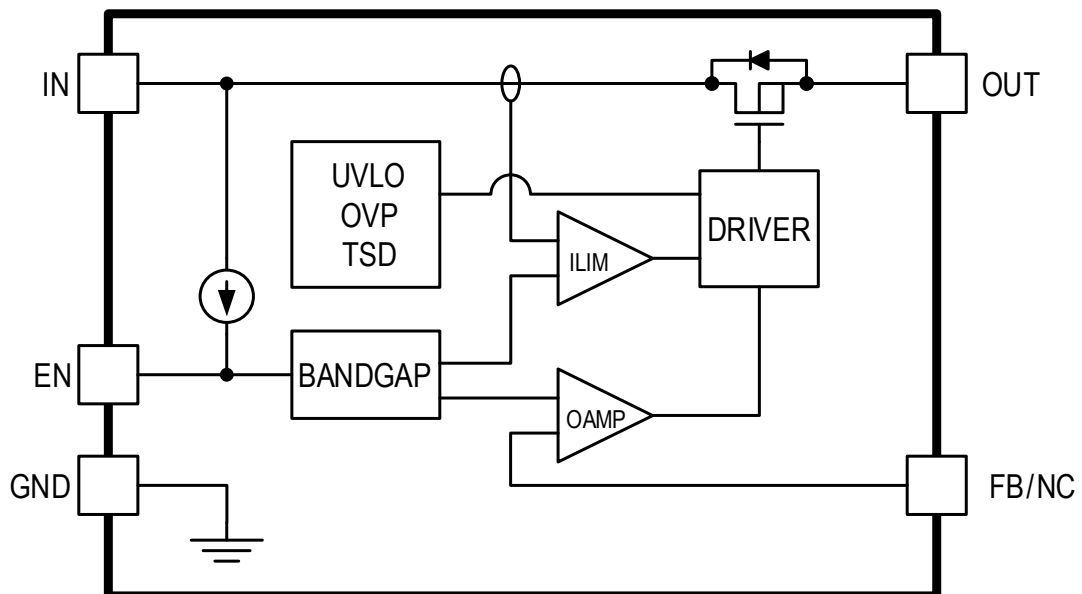 IN
OUT
UVLO
OVP
TSD
DRIVER
ILIM
EN
BANDGAP
OAMP
GND
FB/NC